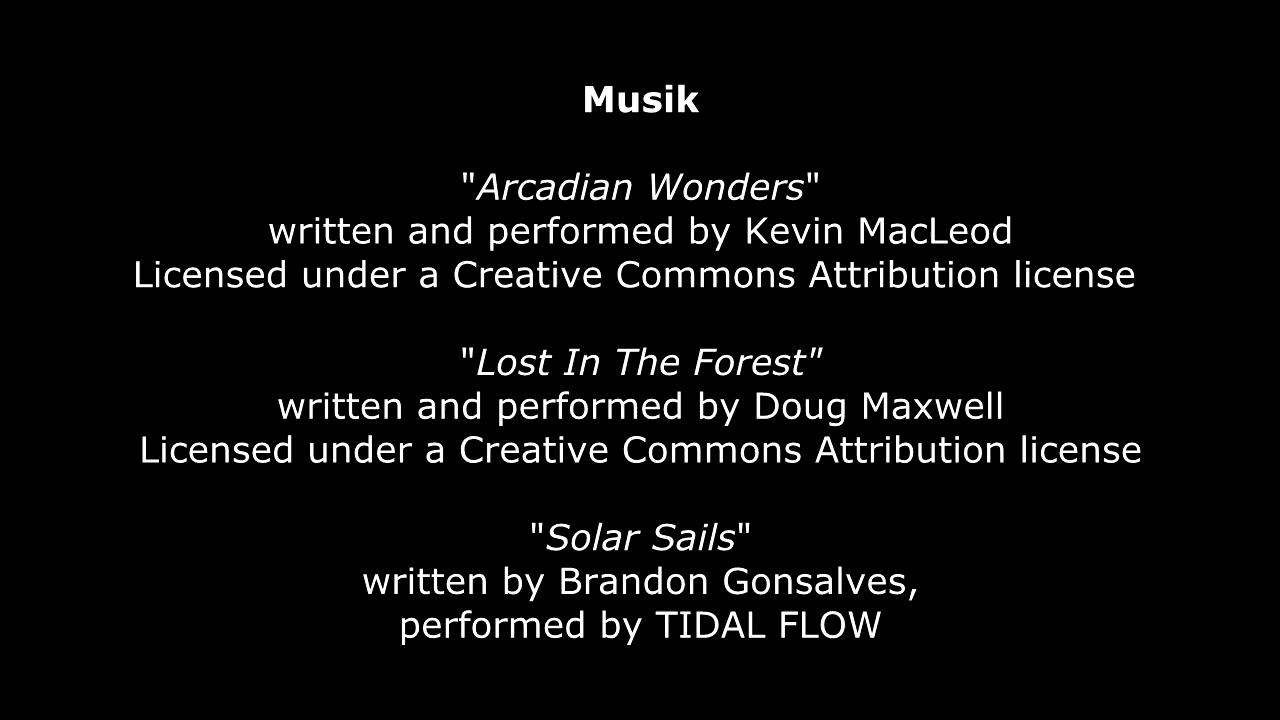 Musik
"Arcadian Wonders"
written and performed by Kevin MacLeod
Licensed under a Creative Commons Attribution license
"Lost In The Forest"
written and performed by Doug Maxwell
Licensed under a Creative Commons Attribution license
"Solar Sails"
written by Brandon Gonsalves,
performed by TIDAL FLOW